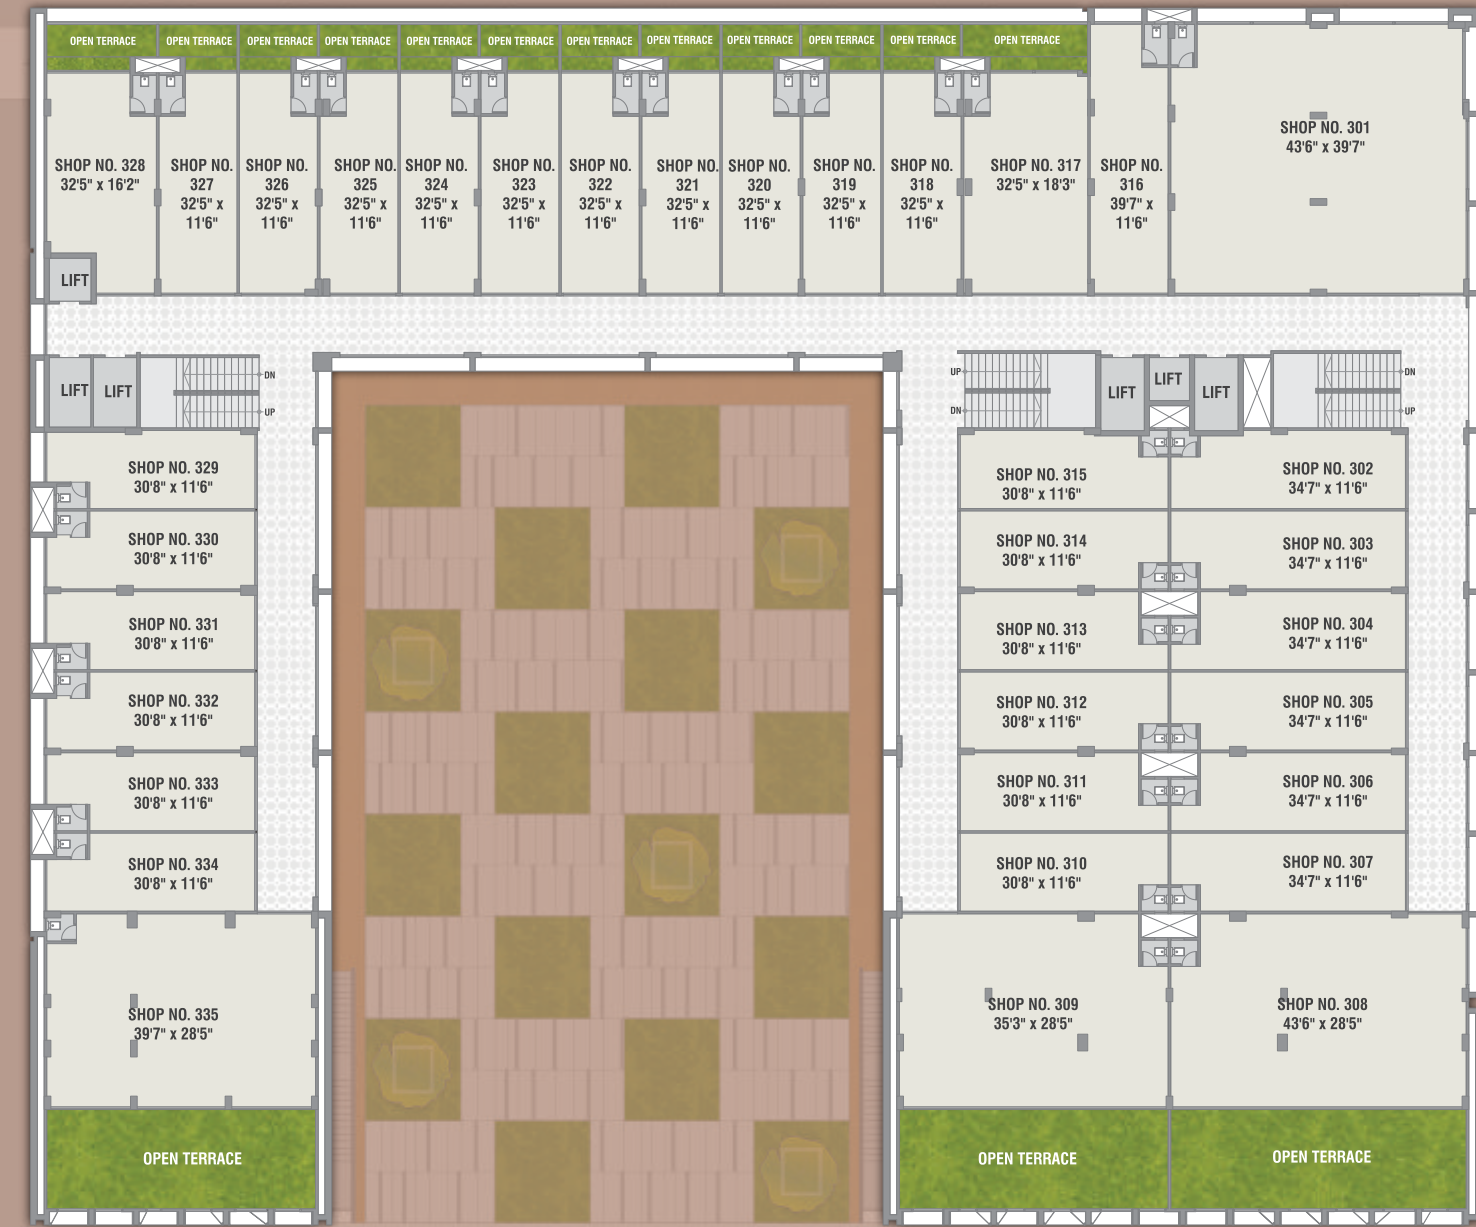 OPEN TERRACE
OPEN TERRACE
OPEN TERRACE
OPEN TERRACE
OPEN TERRACE
OPEN TERRACE
OPEN TERRACE
OPEN TERRACE
OPEN TERRACE
OPEN TERRACE
OPEN TERRACE
OPEN TERRACE
SHOP NO. 328
32'5" x 16'2"
SHOP NO.
327
32'5" x
11'6"
SHOP NO.
326
32'5" x
11'6"
SHOP NO.
325
32'5" x
11'6"
SHOP NO.
324
32'5" x
11'6"
SHOP NO.
323
32'5" x
11'6"
SHOP NO.
322
32'5" x
11'6"
SHOP NO.
321
32'5" x
11'6"
SHOP NO.
320
32'5" x
11'6"
SHOP NO.
319
32'5" x
11'6"
SHOP NO.
318
32'5" x
11'6"
SHOP NO. 317
32'5" x 18'3"
SHOP NO.
316
39'7" x
11'6"
SHOP NO. 301
43'6" x 39'7"
LIFT
LIFT
LIFT
DN
UP
UP
DN
LIFT
LIFT
LIFT
DN
UP
SHOP NO. 329
30'8" x 11'6"
SHOP NO. 330
30'8" x 11'6"
SHOP NO. 331
30'8" x 11'6"
SHOP NO. 332
30'8" x 11'6"
SHOP NO. 333
30'8" x 11'6"
SHOP NO. 334
30'8" x 11'6"
SHOP NO. 335
39'7" x 28'5"
OPEN TERRACE
SHOP NO. 315
30'8" x 11'6"
SHOP NO. 314
30'8" x 11'6"
SHOP NO. 313
30'8" x 11'6"
SHOP NO. 312
30'8" x 11'6"
SHOP NO. 311
30'8" x 11'6"
SHOP NO. 310
30'8" x 11'6"
SHOP NO. 309
35'3" x 28'5"
OPEN TERRACE
SHOP NO. 302
34'7" x 11'6"
SHOP NO. 303
34'7" x 11'6"
SHOP NO. 304
34'7" x 11'6"
SHOP NO. 305
34'7" x 11'6"
SHOP NO. 306
34'7" x 11'6"
SHOP NO. 307
34'7" x 11'6"
SHOP NO. 308
43'6" x 28'5"
OPEN TERRACE